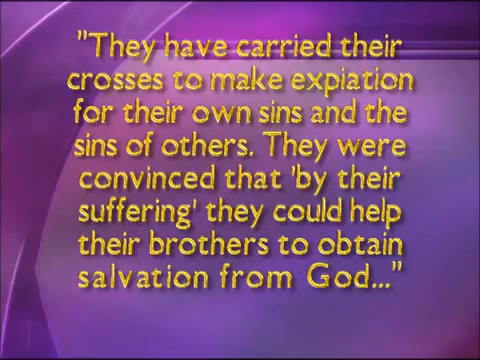 "They have carried their
crosses to make expiation
for their own sins and the
sins of others. They were
convinced that 'by their
suffering' they could help
their brothers to obtain
salvation from God..."